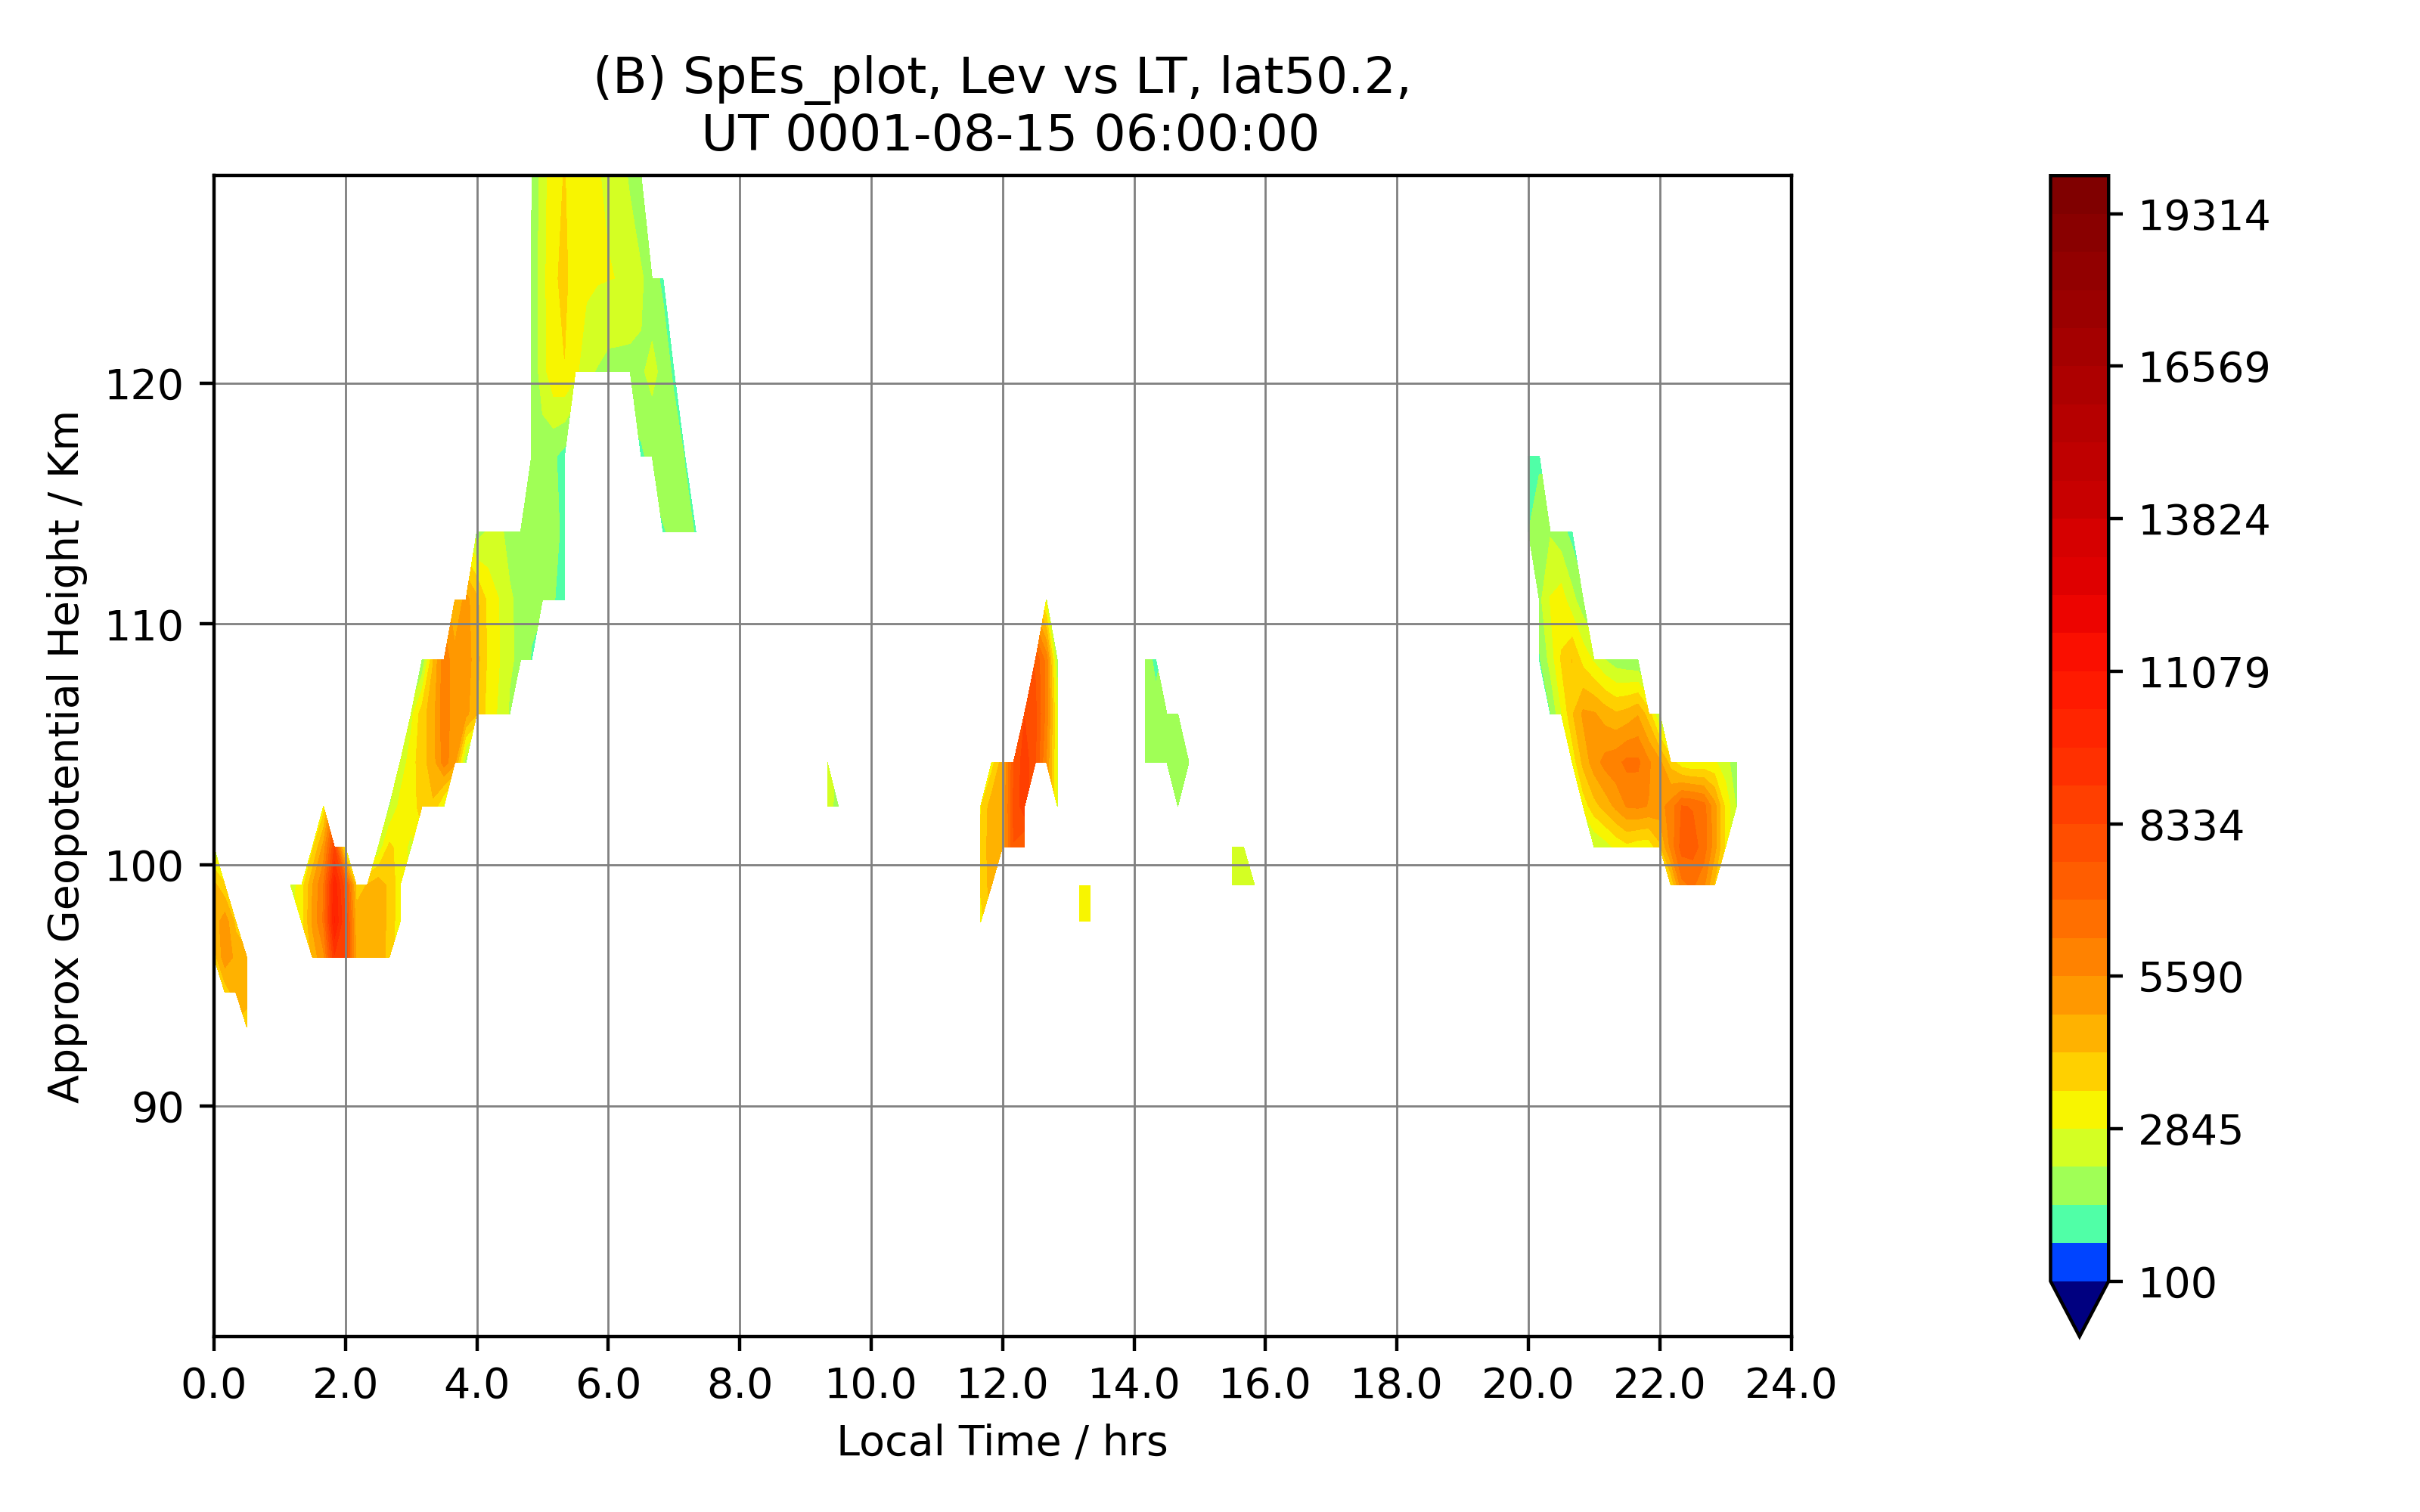 (B) SpEs_plot, Lev vs LT, lat50.2,
UT 0001-08-15 06:00:00
Approx Geopotential Height / Km
120
110
100
90
0.0 2.0 4.0 6.0 8.0 10.0 12.0 14.0 16.0 18.0 20.0 22.0 24.0
Local Time / hrs
19314
16569
13824
11079
8334
5590
2845
100